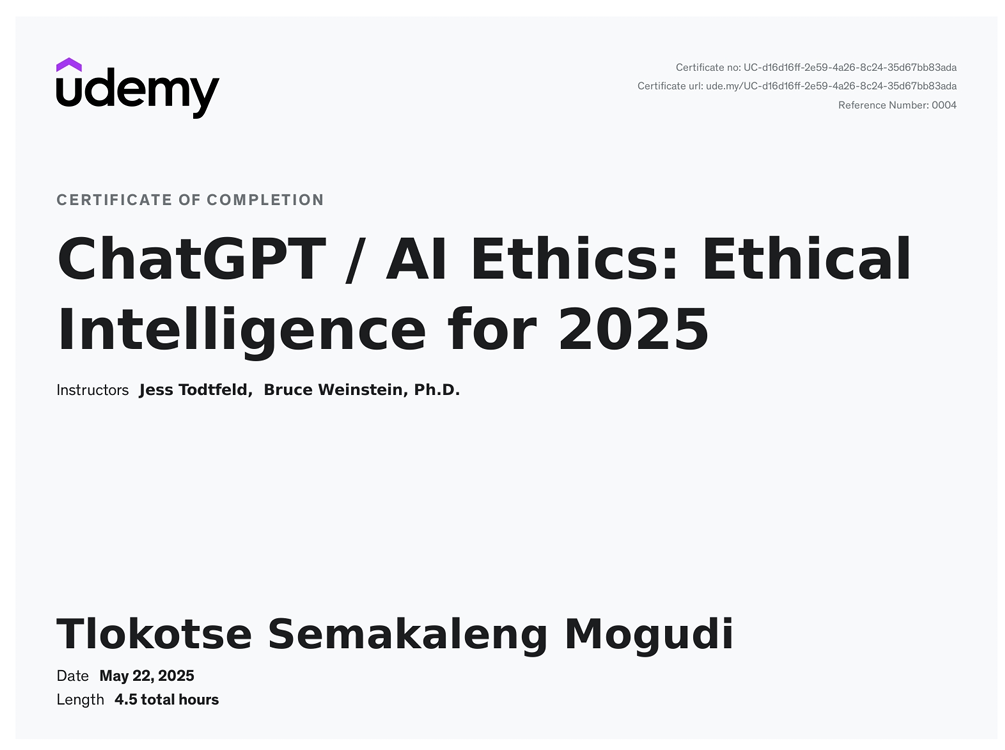 udemy
Certificate no: UC-d16d16ff-2e59-4a26-8c24-35d67bb83ada
Certificate url: ude.my/UC-d16d16ff-2e59-4a26-8c24-35d67bb83ada
Reference Number: 0004
CERTIFICATE OF COMPLETION
ChatGPT / AI Ethics: Ethical
Intelligence for 2025
Instructors Jess Todtfeld, Bruce Weinstein, Ph.D.
Tlokotse Semakaleng Mogudi
Date May 22, 2025
Length 4.5 total hours